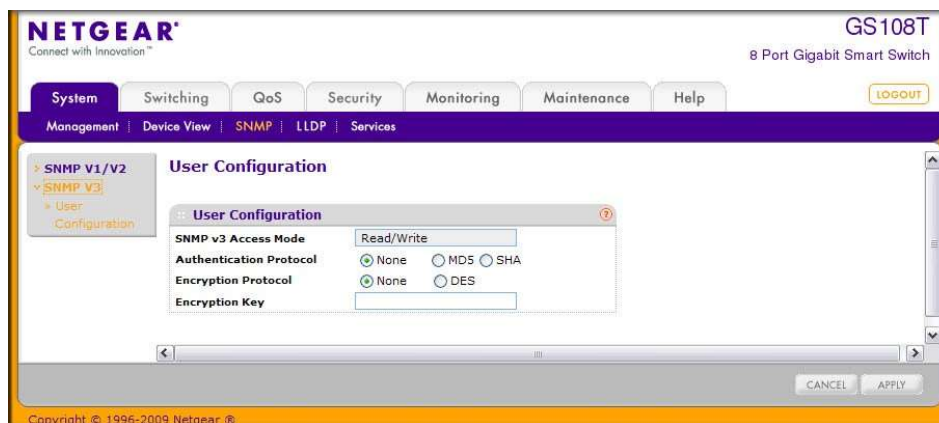 NETGEAR®
GS108T
Connect with Innovation™
8 Port Gigabit Smart Switch
System Switching QoS Security Monitoring Maintenance Help LOGOUT
Management Device View SNMP LLDP Services
SNMP V1/V2
SNMP V3
User
Configuration
User Configuration
User Configuration ?
SNMP v3 Access Mode Read/Write
Authentication Protocol None MD5 SHA
Encryption Protocol None DES
Encryption Key
CANCEL APPLY
Copyright © 1996-2009 Netgear ®